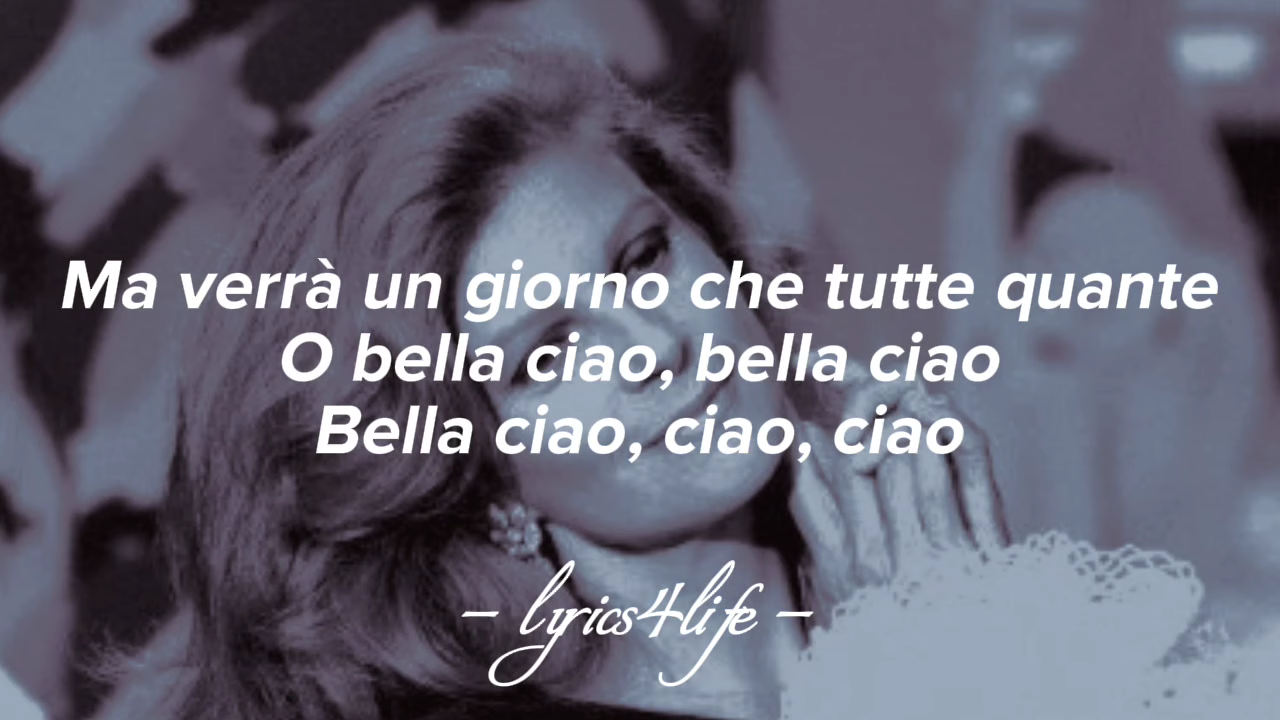 Ma verrà un giorno che tutte quante
O bella ciao, bella ciao
Bella ciao, ciao, ciao
– lyrics4life –